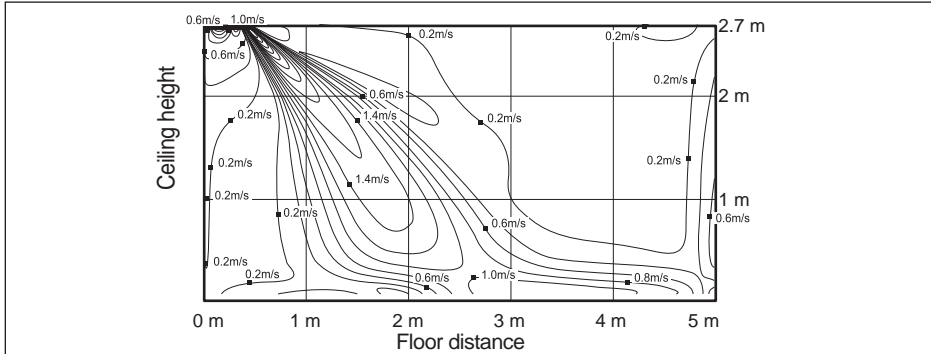 0.6m/s 1.0m/s 0.2m/s 0.2m/s 2.7 m
0.6m/s
0.2m/s
0.6m/s 2 m
0.2m/s 1.4m/s 0.2m/s
0.2m/s 0.2m/s
1.4m/s
0.2m/s 1 m
0.2m/s 0.6m/s
0.6m/s
0.2m/s 0.2m/s 0.6m/s 1.0m/s 0.8m/s
Ceiling height
0 m 1 m 2 m 3 m 4 m 5 m
Floor distance